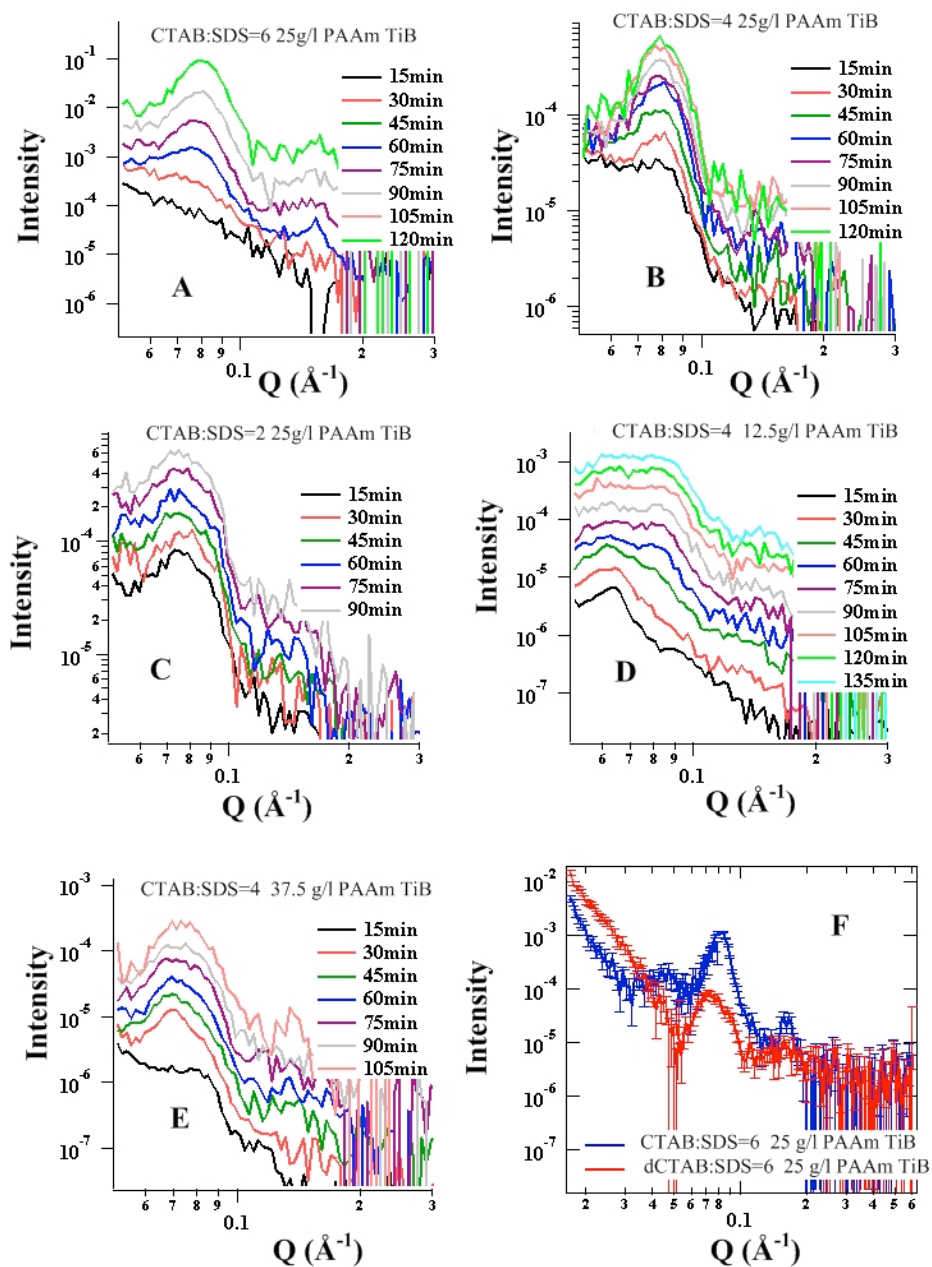 CTAB:SDS=6 25g/l PAAm TiB
Intensity
10⁻¹
10⁻²
10⁻³
10⁻⁴
10⁻⁵
10⁻⁶
15min
30min
45min
60min
75min
90min
105min
120min
A
6 7 8 9 0.1 2 3
Q (Å⁻¹)
CTAB:SDS=4 25g/l PAAm TiB
Intensity
10⁻⁴
10⁻⁵
10⁻⁶
15min
30min
45min
60min
75min
90min
105min
120min
B
6 7 8 9 0.1 2 3
Q (Å⁻¹)
CTAB:SDS=2 25g/l PAAm TiB
Intensity
6
4
2
10⁻⁴
6
4
2
10⁻⁵
6
4
2
15min
30min
45min
60min
75min
90min
C
6 7 8 9 0.1 2 3
Q (Å⁻¹)
CTAB:SDS=4 12.5g/l PAAm TiB
Intensity
10⁻³
10⁻⁴
10⁻⁵
10⁻⁶
10⁻⁷
15min
30min
45min
60min
75min
90min
105min
120min
135min
D
6 7 8 9 0.1 2 3
Q (Å⁻¹)
CTAB:SDS=4 37.5 g/l PAAm TiB
Intensity
10⁻³
10⁻⁴
10⁻⁵
10⁻⁶
10⁻⁷
15min
30min
45min
60min
75min
90min
105min
E
6 7 8 9 0.1 2 3
Q (Å⁻¹)
F
Intensity
10⁻²
10⁻³
10⁻⁴
10⁻⁵
10⁻⁶
10⁻⁷
CTAB:SDS=6 25 g/l PAAm TiB
dCTAB:SDS=6 25 g/l PAAm TiB
2 3 4 5 6 7 8 0.1 2 3 4 5 6
Q (Å⁻¹)